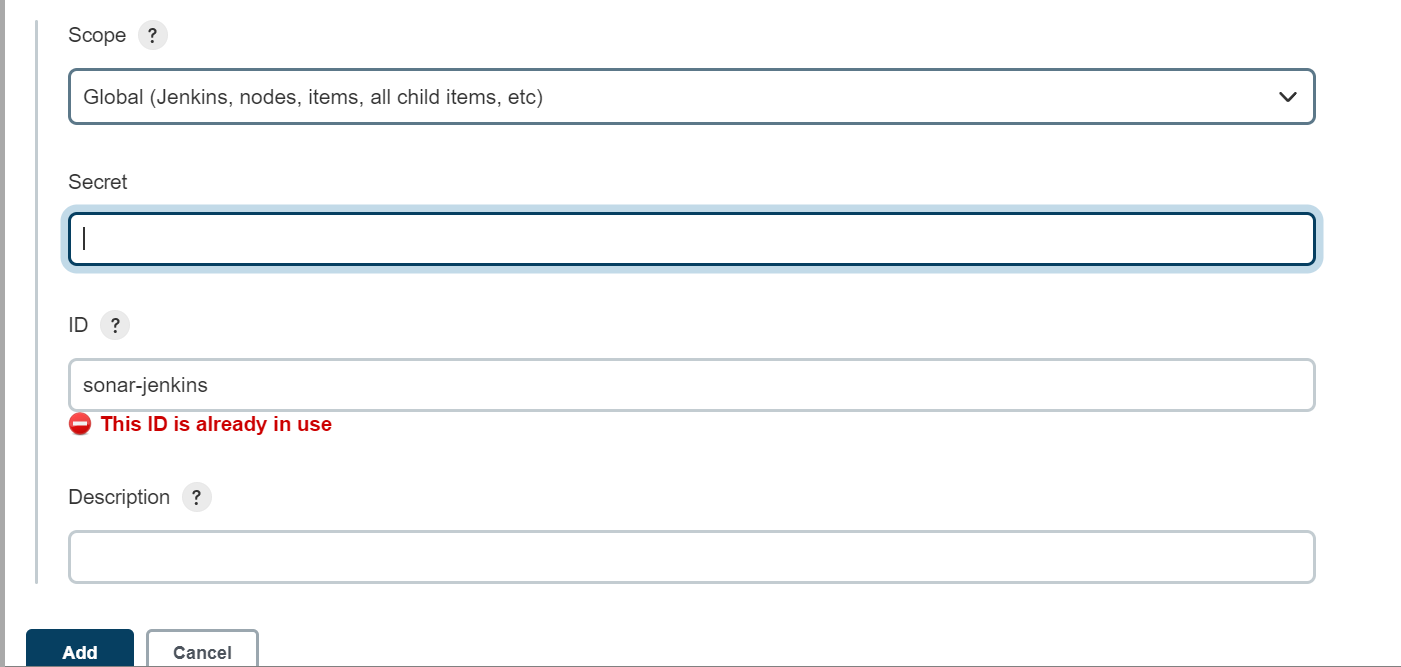 Scope ?
Global (Jenkins, nodes, items, all child items, etc)
Secret
ID ?
sonar-jenkins
This ID is already in use
Description ?
Add Cancel